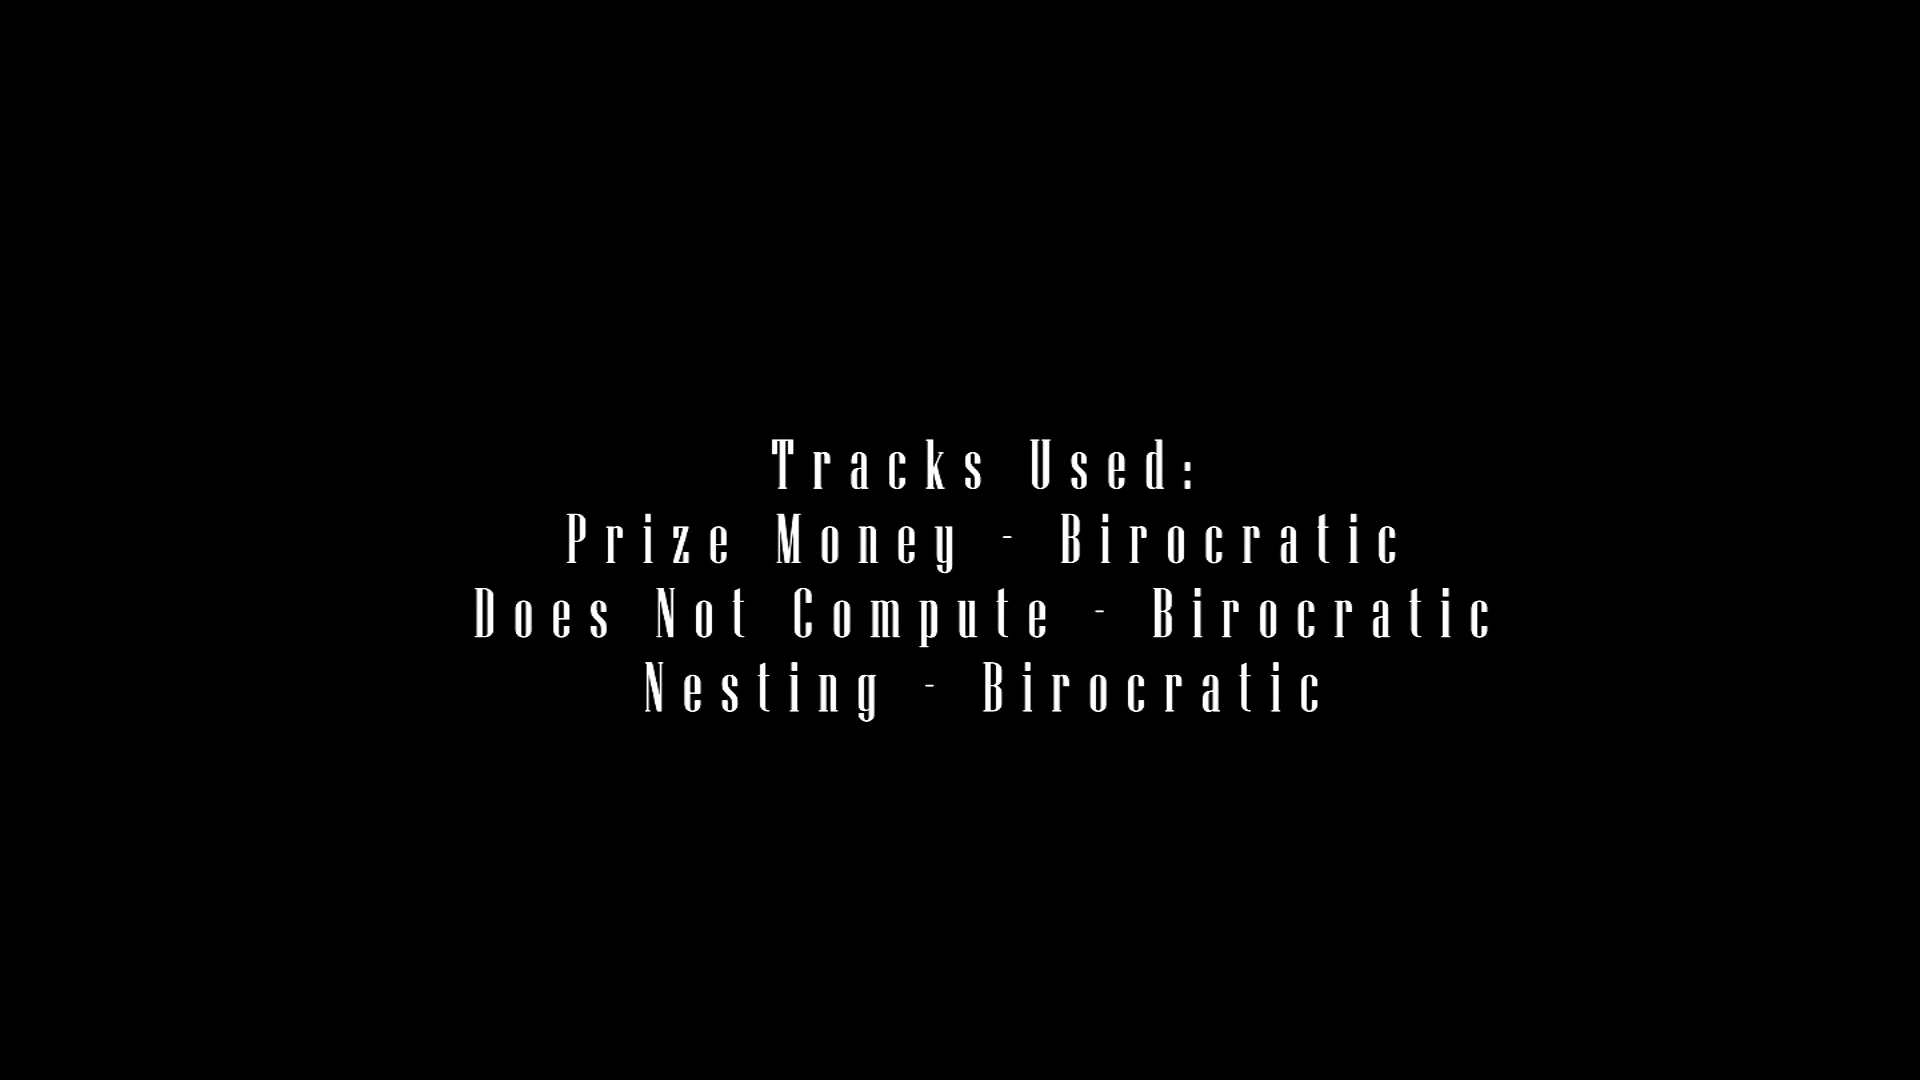 Tracks Used:
Prize Money - Birocratic
Does Not Compute - Birocratic
Nesting - Birocratic